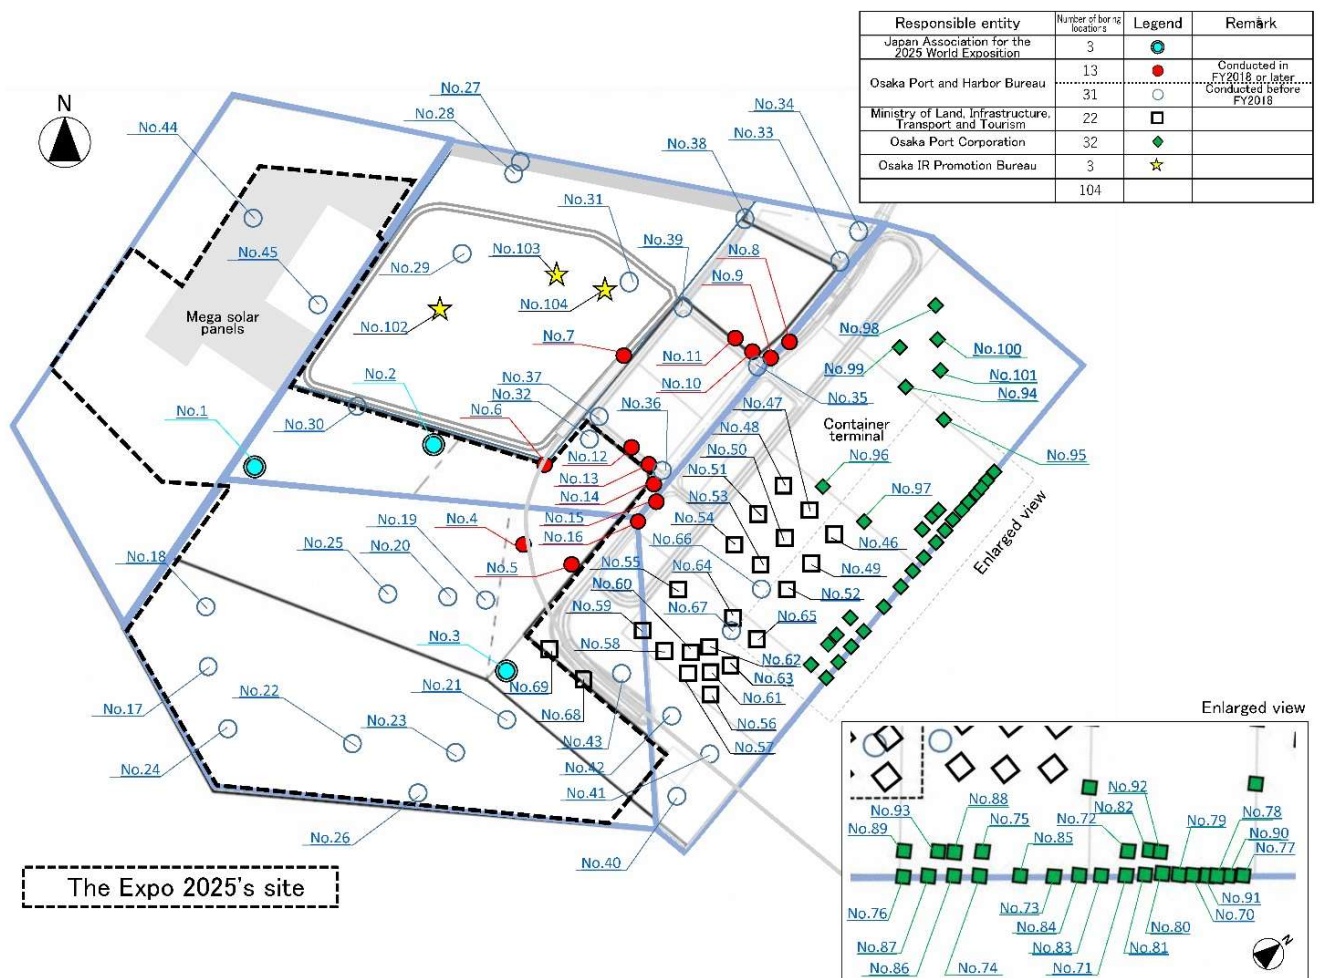 Responsible entity Number of boring locations Legend Remark
Japan Association for the 2025 World Exposition 3
Osaka Port and Harbor Bureau 13 Conducted in FY2018 or later
31 Conducted before FY2018
Ministry of Land, Infrastructure, Transport and Tourism 22
Osaka Port Corporation 32
Osaka IR Promotion Bureau 3
104
N
No.44
No.27
No.28
No.34
No.33
No.38
No.31
No.39
No.8
No.9
No.45
No.29
No.103
No.104
No.102
Mega solar panels
No.7
No.11
No.10
No.35
No.98
No.99
No.100
No.101
No.94
No.95
Container terminal
No.96
No.97
No.2
No.1
No.30
No.6
No.37
No.32
No.36
No.47
No.48
No.50
No.51
No.53
No.54
No.12
No.13
No.14
No.15
No.16
No.46
No.49
No.52
No.66
No.64
No.55
No.60
No.67
No.65
No.59
No.58
No.62
No.63
No.61
No.56
No.57
No.19
No.4
No.25
No.20
No.5
No.18
No.3
No.69
No.68
No.17
No.22
No.21
No.23
No.24
No.43
No.42
No.41
No.26
No.40
Enlarged view
The Expo 2025's site
Enlarged view
No.92
No.88
No.82
No.78
No.93
No.75
No.72
No.79
No.89
No.85
No.90
No.77
No.76
No.73
No.91
No.84
No.80
No.70
No.87
No.83
No.81
No.86
No.74
No.71
N